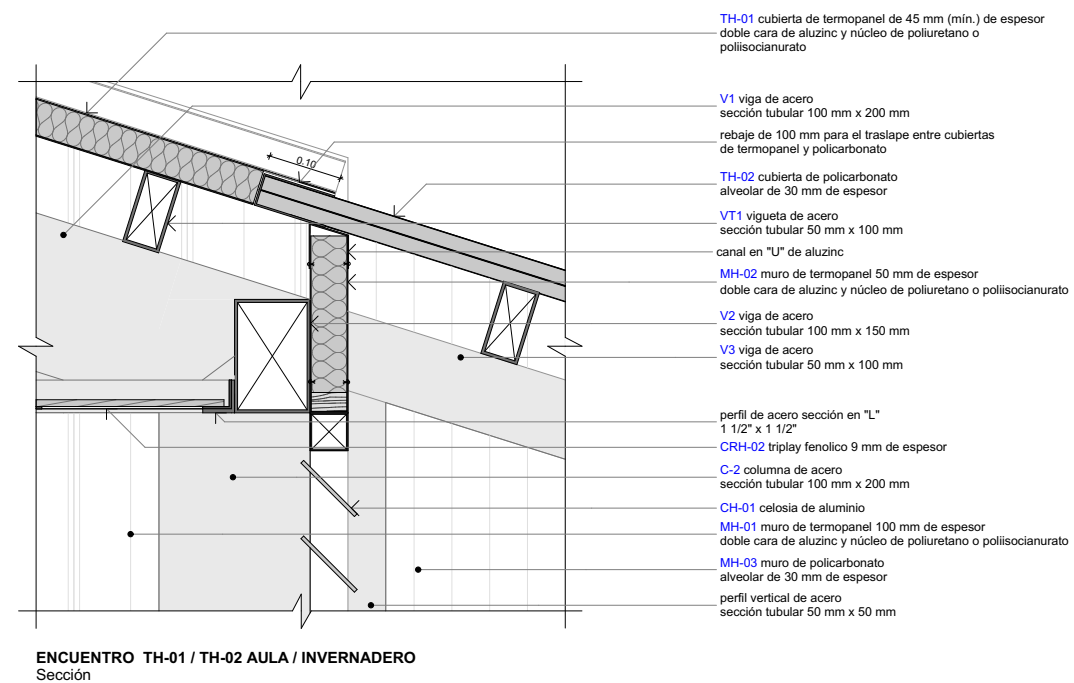 TH-01 cubierta de termopanel de 45 mm (mín.) de espesor
doble cara de aluzinc y núcleo de poliuretano o
poliisocianurato
V1 viga de acero
sección tubular 100 mm x 200 mm
rebaje de 100 mm para el traslape entre cubiertas
de termopanel y policarbonato
0.10
TH-02 cubierta de policarbonato
alveolar de 30 mm de espesor
VT1 vigueta de acero
sección tubular 50 mm x 100 mm
canal en "U" de aluzinc
MH-02 muro de termopanel 50 mm de espesor
doble cara de aluzinc y núcleo de poliuretano o poliisocianurato
V2 viga de acero
sección tubular 100 mm x 150 mm
V3 viga de acero
sección tubular 50 mm x 100 mm
perfil de acero sección en "L"
1 1/2" x 1 1/2"
CRH-02 triplay fenolico 9 mm de espesor
C-2 columna de acero
sección tubular 100 mm x 200 mm
CH-01 celosia de aluminio
MH-01 muro de termopanel 100 mm de espesor
doble cara de aluzinc y núcleo de poliuretano o poliisocianurato
MH-03 muro de policarbonato
alveolar de 30 mm de espesor
perfil vertical de acero
sección tubular 50 mm x 50 mm
ENCUENTRO TH-01 / TH-02 AULA / INVERNADERO
Sección